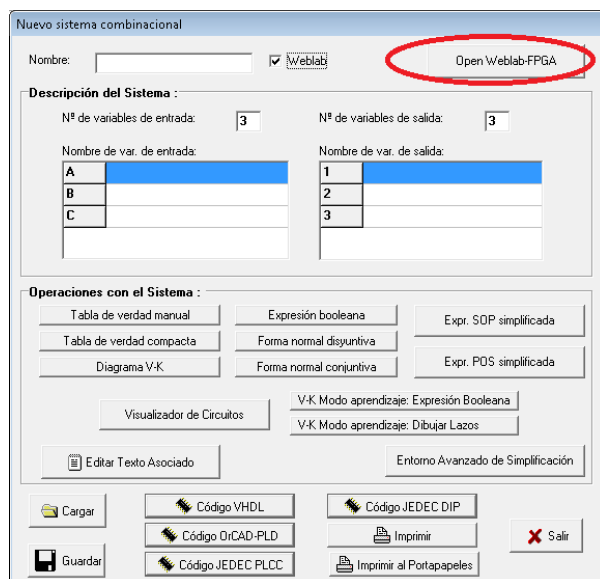 Nuevo sistema combinacional
Nombre: Weblab Open Weblab-FPGA
Descripción del Sistema :
Nº de variables de entrada: 3 Nº de variables de salida: 3
Nombre de var. de entrada: Nombre de var. de salida:
A 1
B 2
C 3
Operaciones con el Sistema :
Tabla de verdad manual Expresión booleana Expr. SOP simplificada
Tabla de verdad compacta Forma normal disyuntiva
Diagrama V-K Forma normal conjuntiva Expr. POS simplificada
Visualizador de Circuitos V-K Modo aprendizaje: Expresión Booleana
V-K Modo aprendizaje: Dibujar Lazos
Editar Texto Asociado Entorno Avanzado de Simplificación
Cargar Código VHDL Código JEDEC DIP
Código OrCAD-PLD Imprimir Salir
Guardar Código JEDEC PLCC Imprimir al Portapapeles